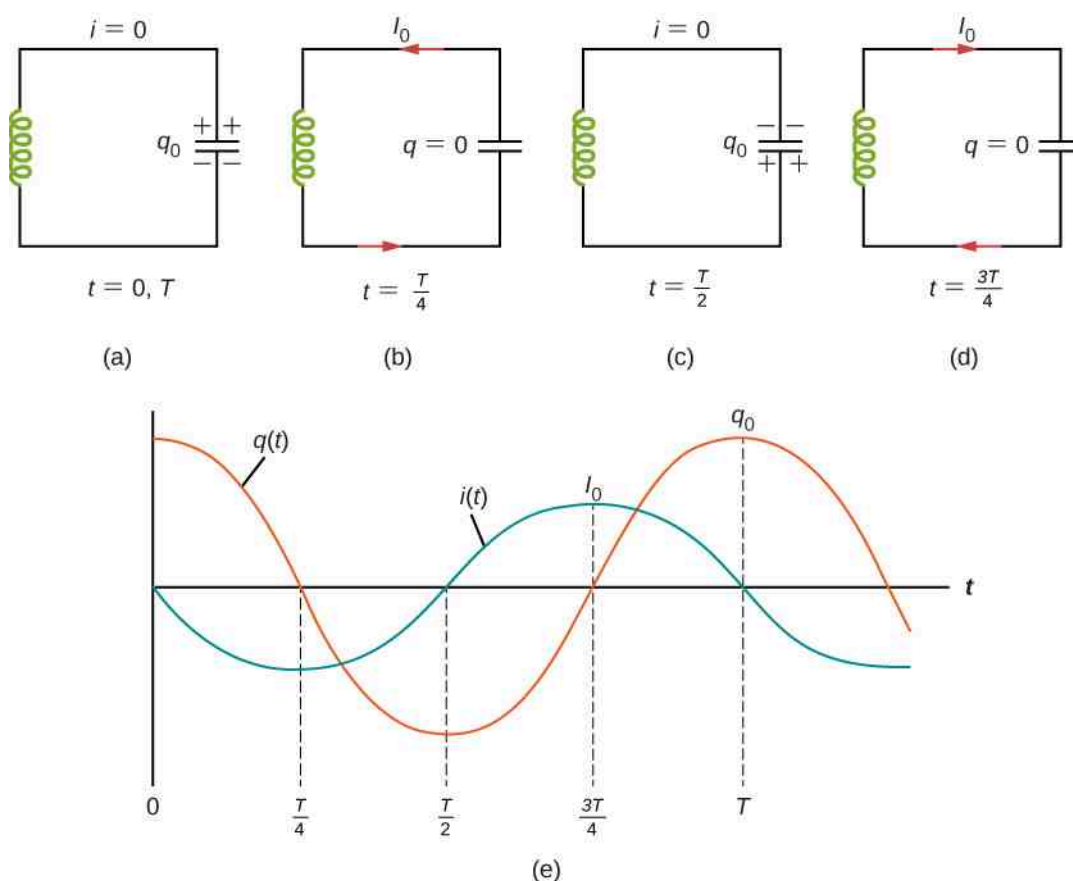 i = 0
I₀
i = 0
I₀
+ +
q₀
− −
q = 0
− −
q₀
+ +
q = 0
t = 0, T
t = T/4
t = T/2
t = 3T/4
(a)
(b)
(c)
(d)
q(t)
i(t)
I₀
q₀
t
0
T/4
T/2
3T/4
T
(e)